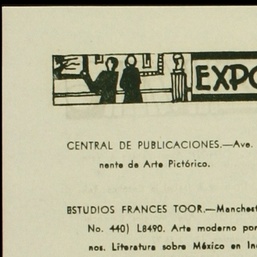 EXPO
CENTRAL DE PUBLICACIONES.—Ave.
nente de Arte Pictórico.
ESTUDIOS FRANCES TOOR.—Manchest
No. 440) L8490. Arte moderno por
nos. Literatura sobre México en In